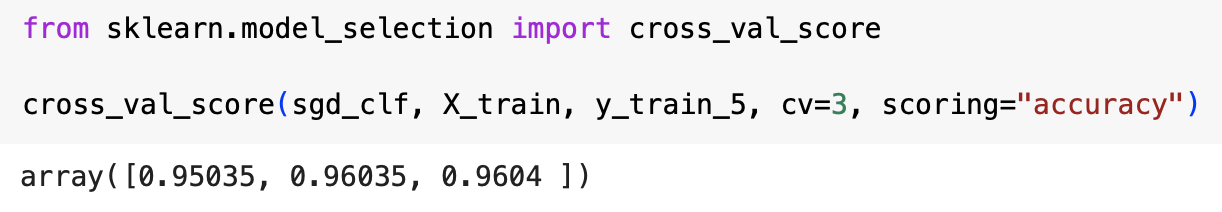 from sklearn.model_selection import cross_val_score
cross_val_score(sgd_clf, X_train, y_train_5, cv=3, scoring="accuracy")
array([0.95035, 0.96035, 0.9604 ])